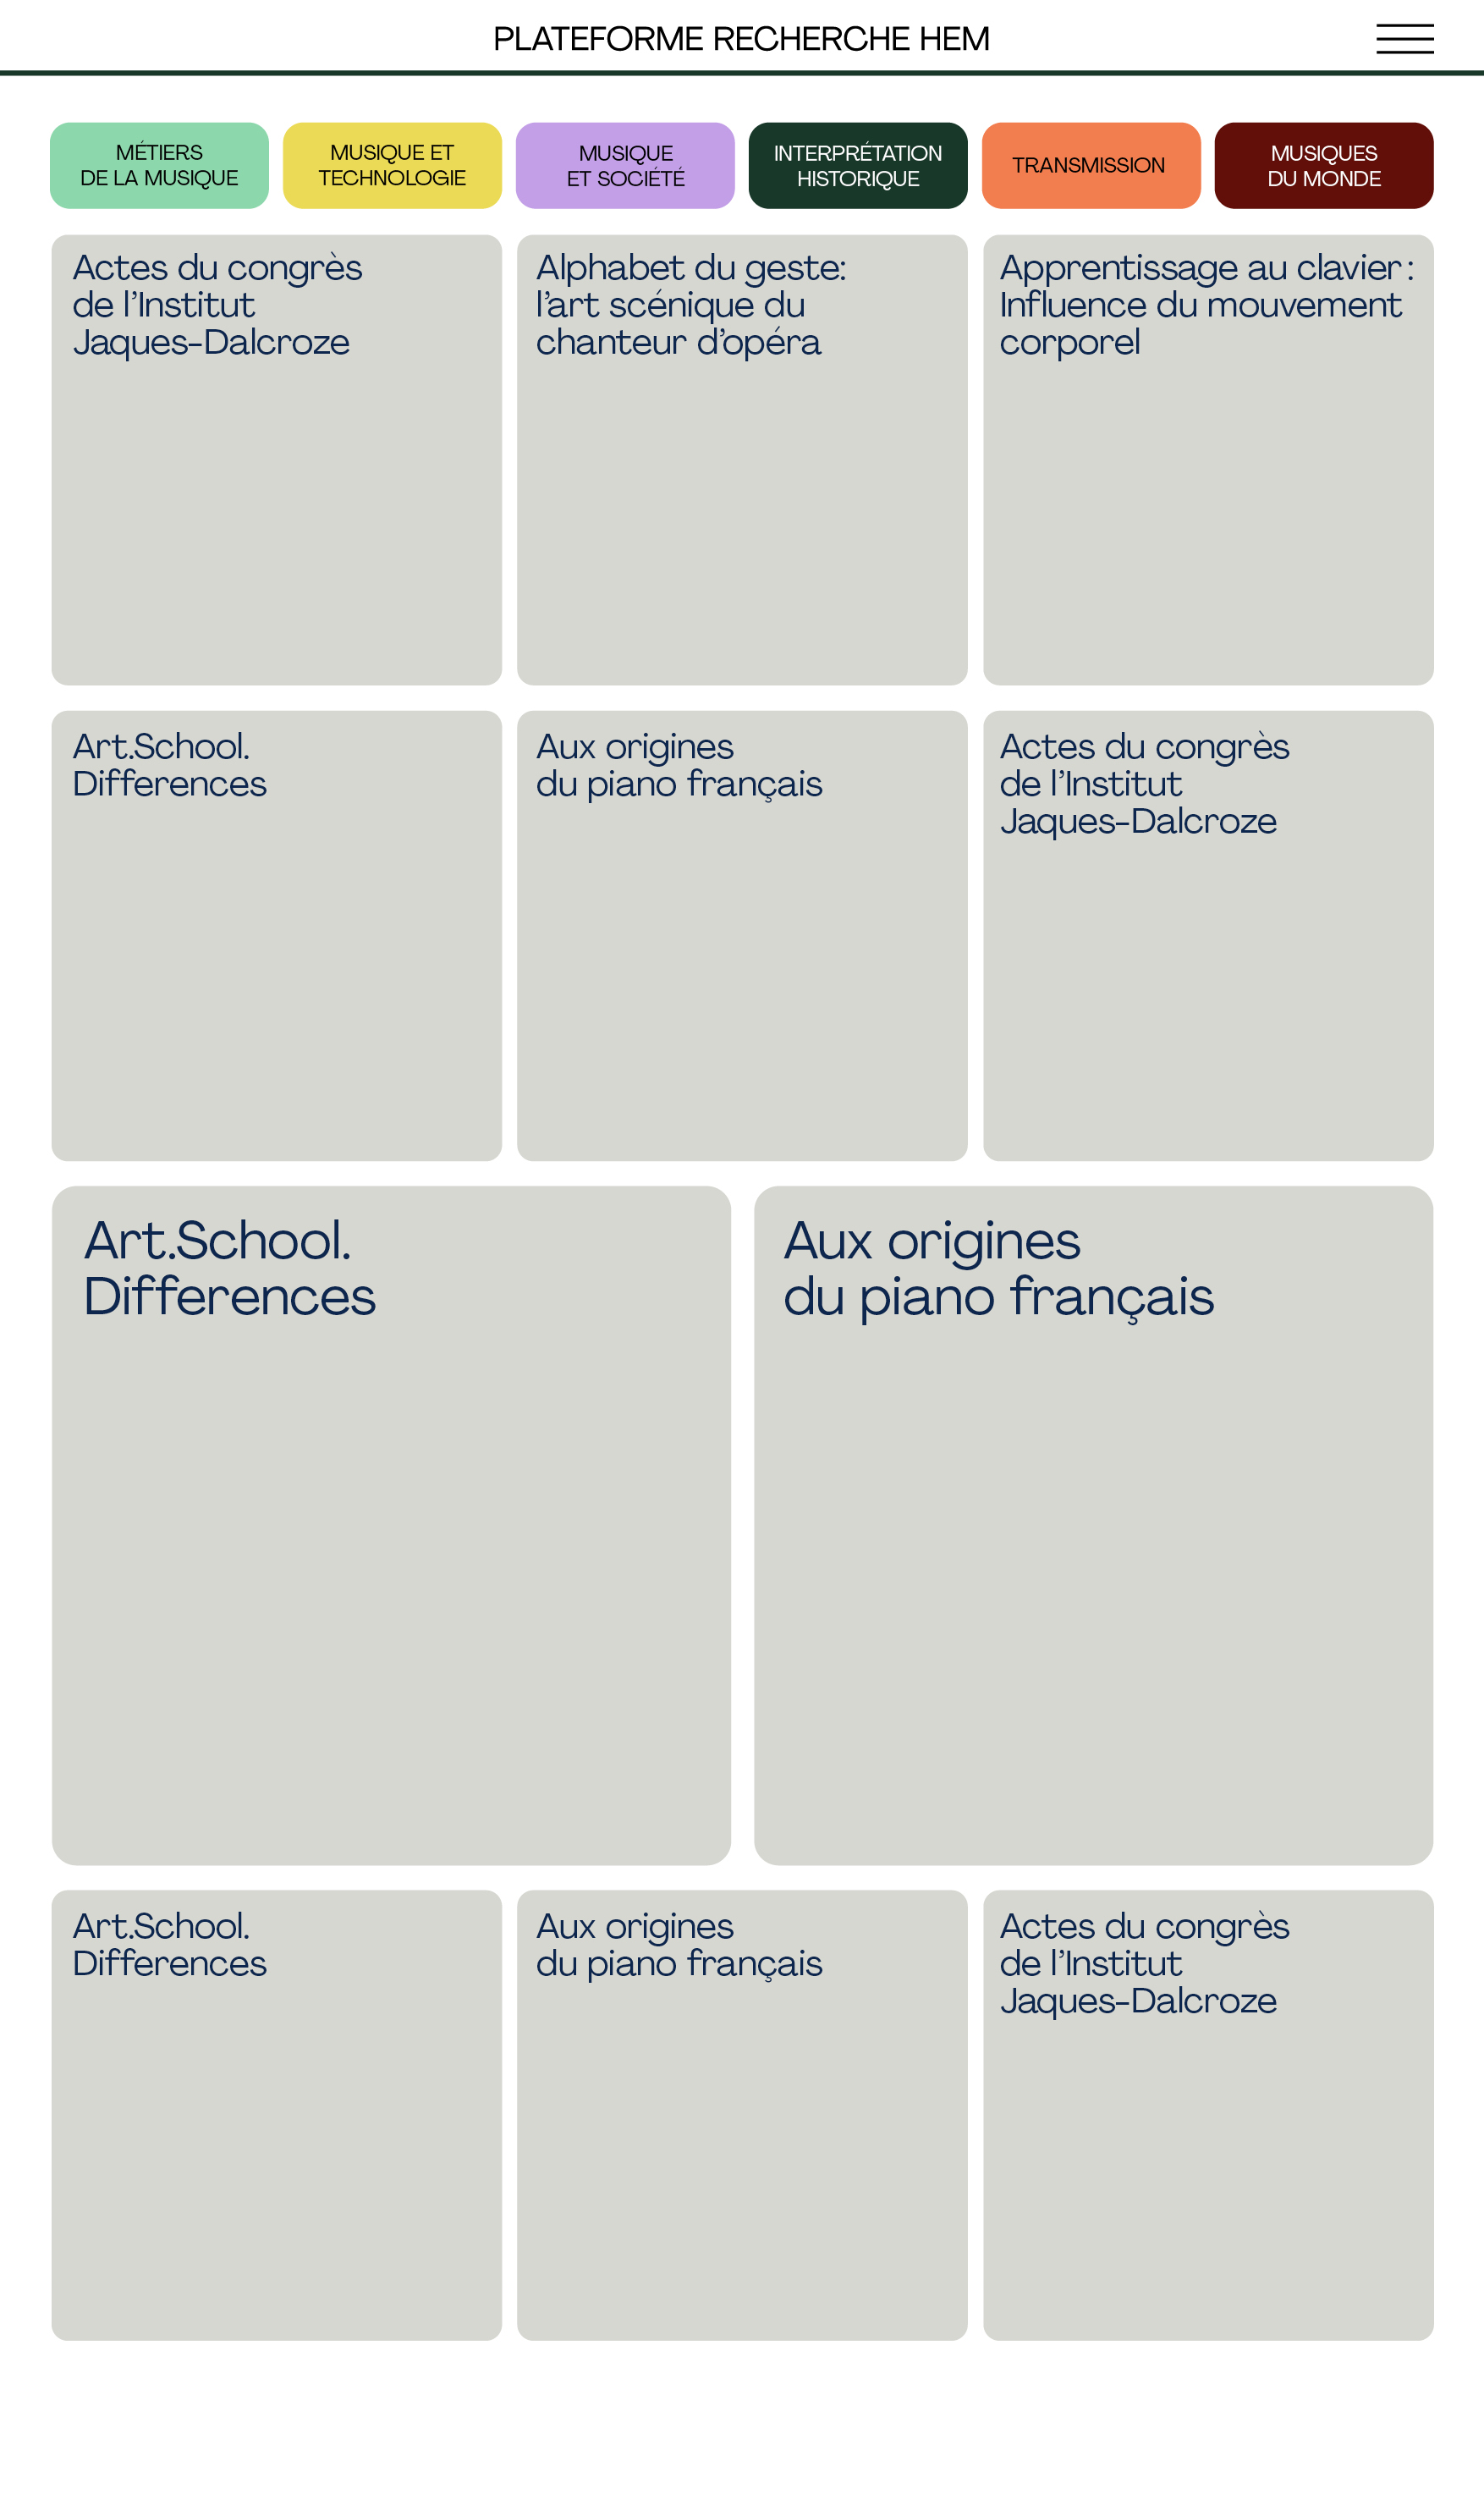 PLATEFORME RECHERCHE HEM
MÉTIERS
DE LA MUSIQUE
MUSIQUE ET
TECHNOLOGIE
MUSIQUE
ET SOCIÉTÉ
INTERPRÉTATION
HISTORIQUE
TRANSMISSION
MUSIQUES
DU MONDE
Actes du congrès
de l’Institut
Jaques-Dalcroze
Alphabet du geste:
l’art scénique du
chanteur d’opéra
Apprentissage au clavier :
Influence du mouvement
corporel
Art.School.
Differences
Aux origines
du piano français
Actes du congrès
de l’Institut
Jaques-Dalcroze
Art.School.
Differences
Aux origines
du piano français
Art.School.
Differences
Aux origines
du piano français
Actes du congrès
de l’Institut
Jaques-Dalcroze